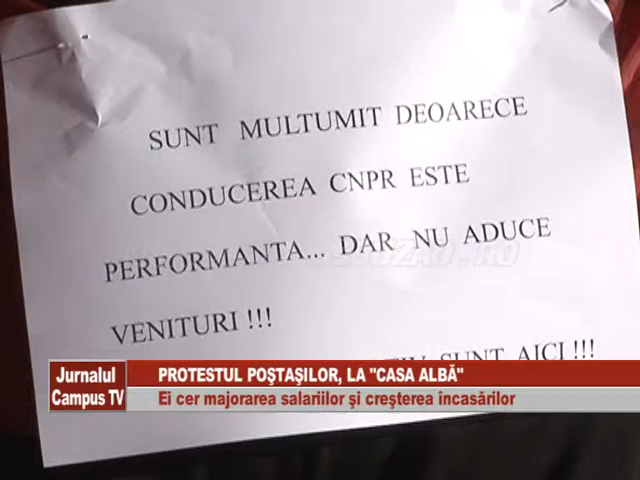 SUNT MULTUMIT DEOARECE
CONDUCEREA CNPR ESTE
PERFORMANTA... DAR NU ADUCE
VENITURI !!!
SUNT AICI !!!
Jurnalul
Campus TV
PROTESTUL POŞTAŞILOR, LA "CASA ALBĂ"
Ei cer majorarea salariilor şi creşterea încasărilor